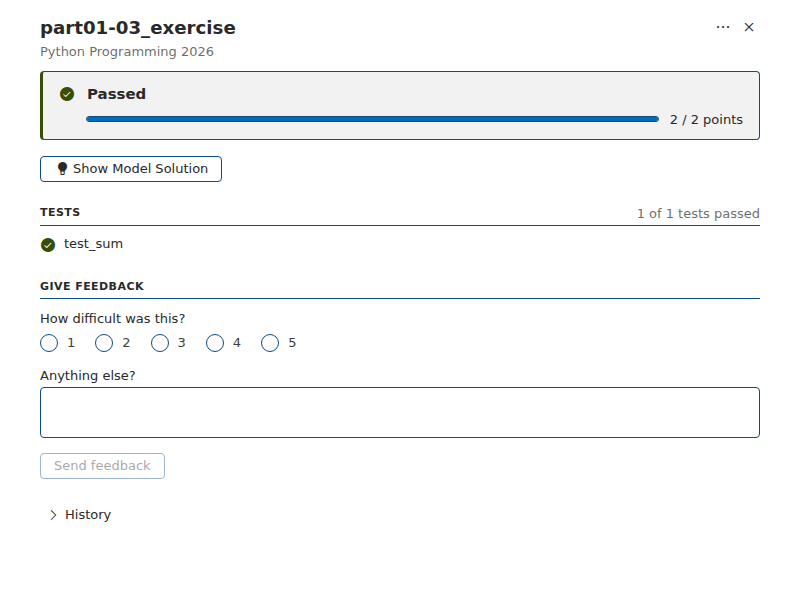 part01-03_exercise
Python Programming 2026
Passed
2 / 2 points
Show Model Solution
TESTS
1 of 1 tests passed
test_sum
GIVE FEEDBACK
How difficult was this?
1 2 3 4 5
Anything else?
Send feedback
History